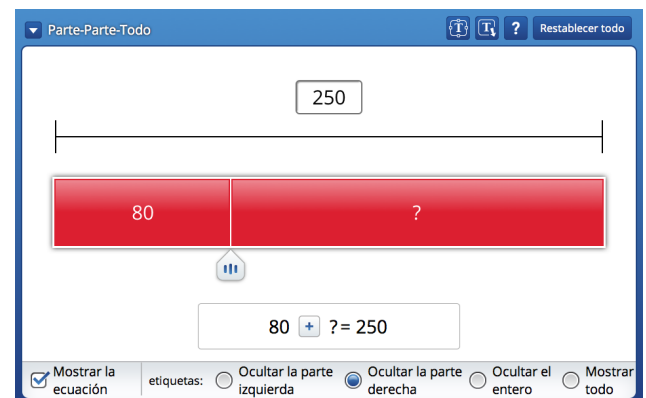 Parte-Parte-Todo
T T ? Restablecer todo
250
80 ?
80 + ? = 250
Mostrar la ecuación
etiquetas:
Ocultar la parte izquierda
Ocultar la parte derecha
Ocultar el entero
Mostrar todo